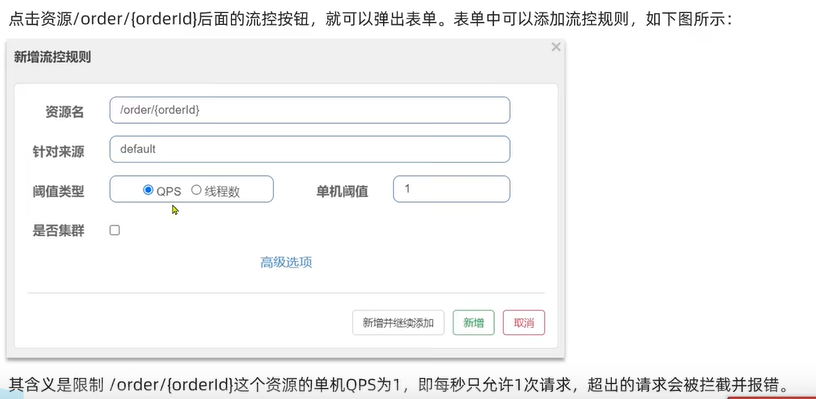 点击资源/order/{orderId}后面的流控按钮，就可以弹出表单。表单中可以添加流控规则，如下图所示：
新增流控规则
×
资源名 /order/{orderId}
针对来源 default
阈值类型 QPS 线程数 单机阈值 1
是否集群
高级选项
新增并继续添加 新增 取消
其含义是限制 /order/{orderId}这个资源的单机QPS为1，即每秒只允许1次请求，超出的请求会被拦截并报错。